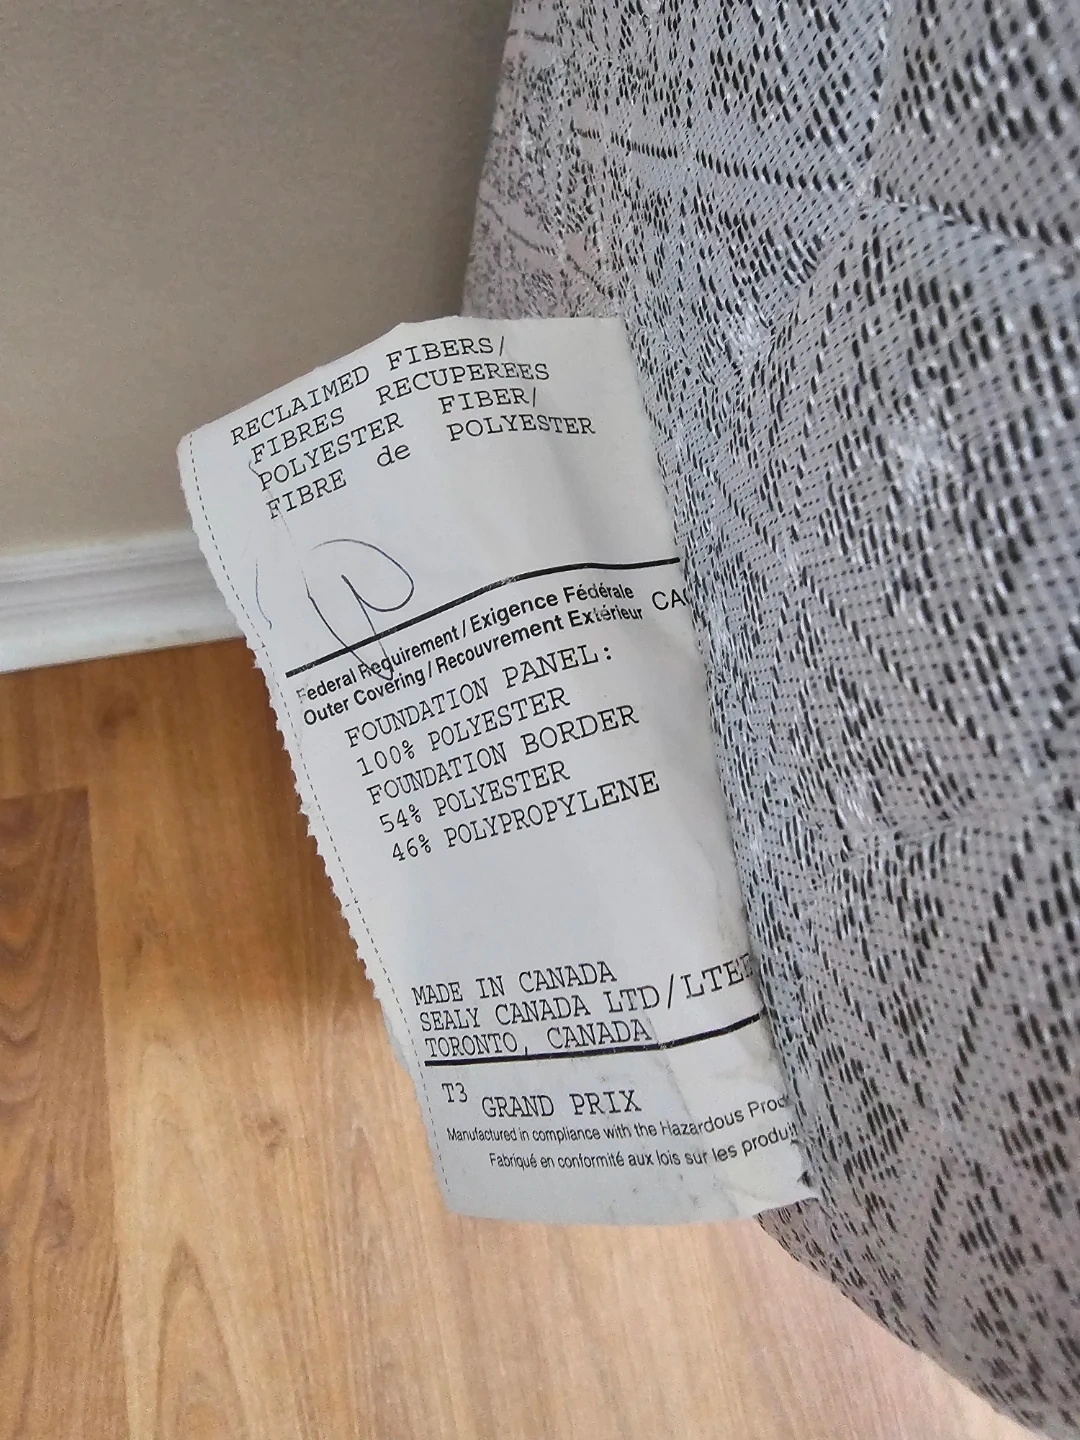 RECLAIMED FIBERS/
FIBRES RECUPEREES
POLYESTER FIBER/
FIBRE de POLYESTER
Federal Requirement / Exigence Fédérale
Outer Covering / Recouvrement Extérieur
FOUNDATION PANEL:
100% POLYESTER
FOUNDATION BORDER
54% POLYESTER
46% POLYPROPYLENE
MADE IN CANADA
SEALY CANADA LTD/LTEE
TORONTO, CANADA
T3 GRAND PRIX
Manufactured in compliance with the Hazardous
Fabriqué en conformité aux lois sur les